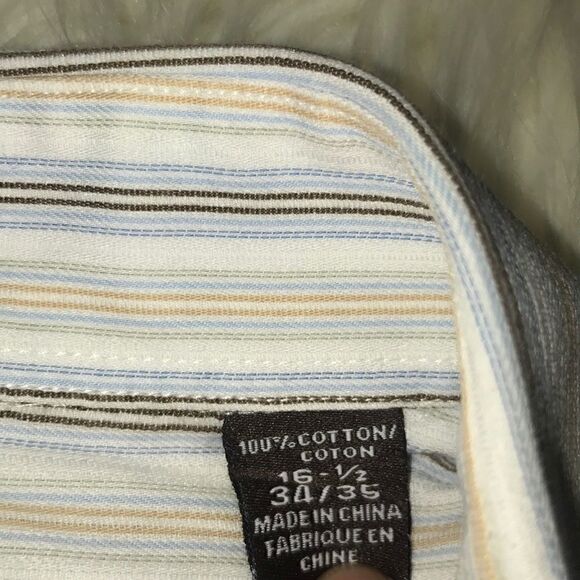 100% COTTON/
COTON
16-½
34/35
MADE IN CHINA
FABRIQUE EN
CHINE